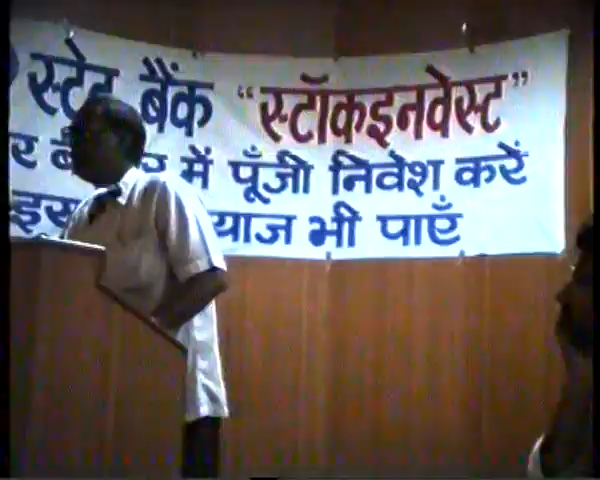 स्टेट बैंक "स्टॉकइनवेस्ट"
में पूँजी निवेश करें
भी पाएँ